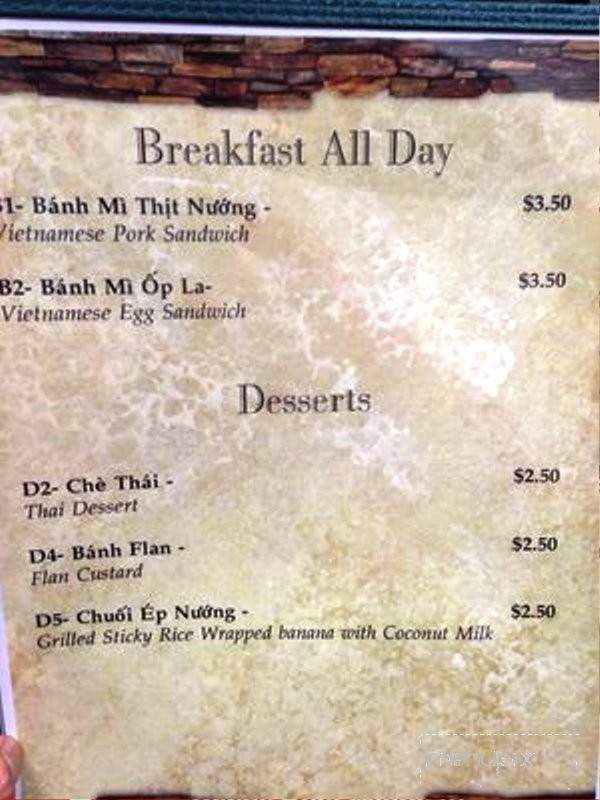 Breakfast All Day
B1- Bánh Mì Thịt Nướng - $3.50
Vietnamese Pork Sandwich
B2- Bánh Mì Ốp La- $3.50
Vietnamese Egg Sandwich
Desserts
D2- Chè Thái - $2.50
Thai Dessert
D4- Bánh Flan - $2.50
Flan Custard
D5- Chuối Ép Nướng - $2.50
Grilled Sticky Rice Wrapped banana with Coconut Milk
menupix